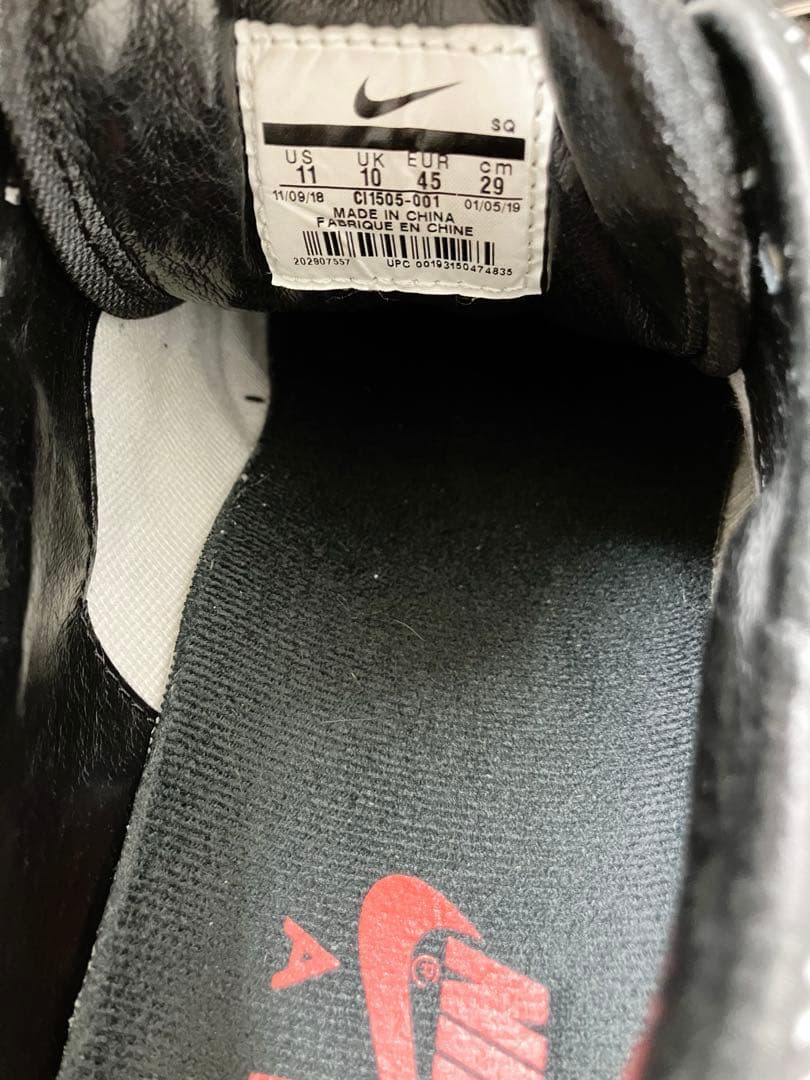 SQ
US UK EUR cm
11 10 45 29
11/09/18 CI1505-001 01/05/19
MADE IN CHINA
FABRIQUE EN CHINE
202907557 UPC 00193150474835
A
®